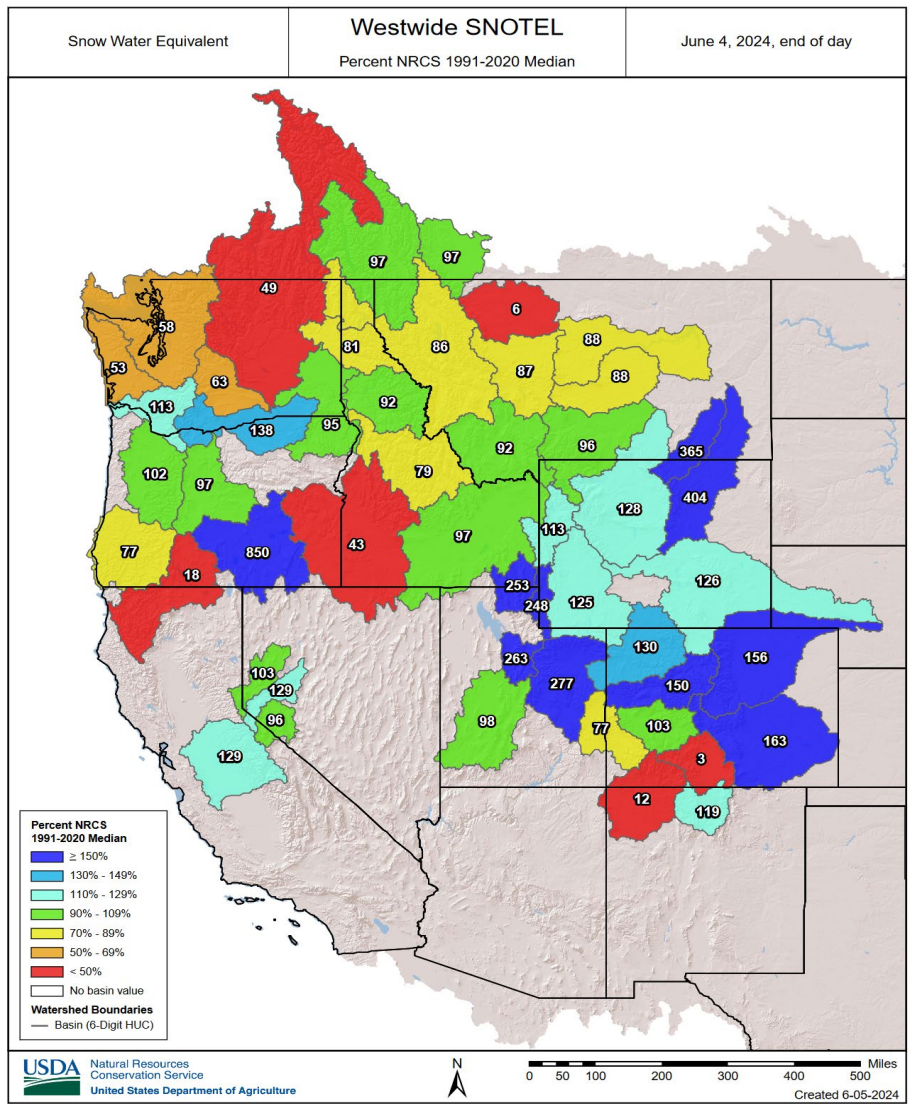 Snow Water Equivalent
Westwide SNOTEL
Percent NRCS 1991-2020 Median
June 4, 2024, end of day
97
97
49
6
58
81
86
88
53
87
63
88
113
92
138
95
92
96
365
102
97
79
404
128
113
77
850
43
97
18
253
126
248
125
130
263
156
103
277
150
129
96
98
77
103
163
129
3
12
119
Percent NRCS
1991-2020 Median
≥ 150%
130% - 149%
110% - 129%
90% - 109%
70% - 89%
50% - 69%
< 50%
No basin value
Watershed Boundaries
Basin (6-Digit HUC)
USDA
Natural Resources
Conservation Service
United States Department of Agriculture
N
Miles
0 50 100 200 300 400 500
Created 6-05-2024